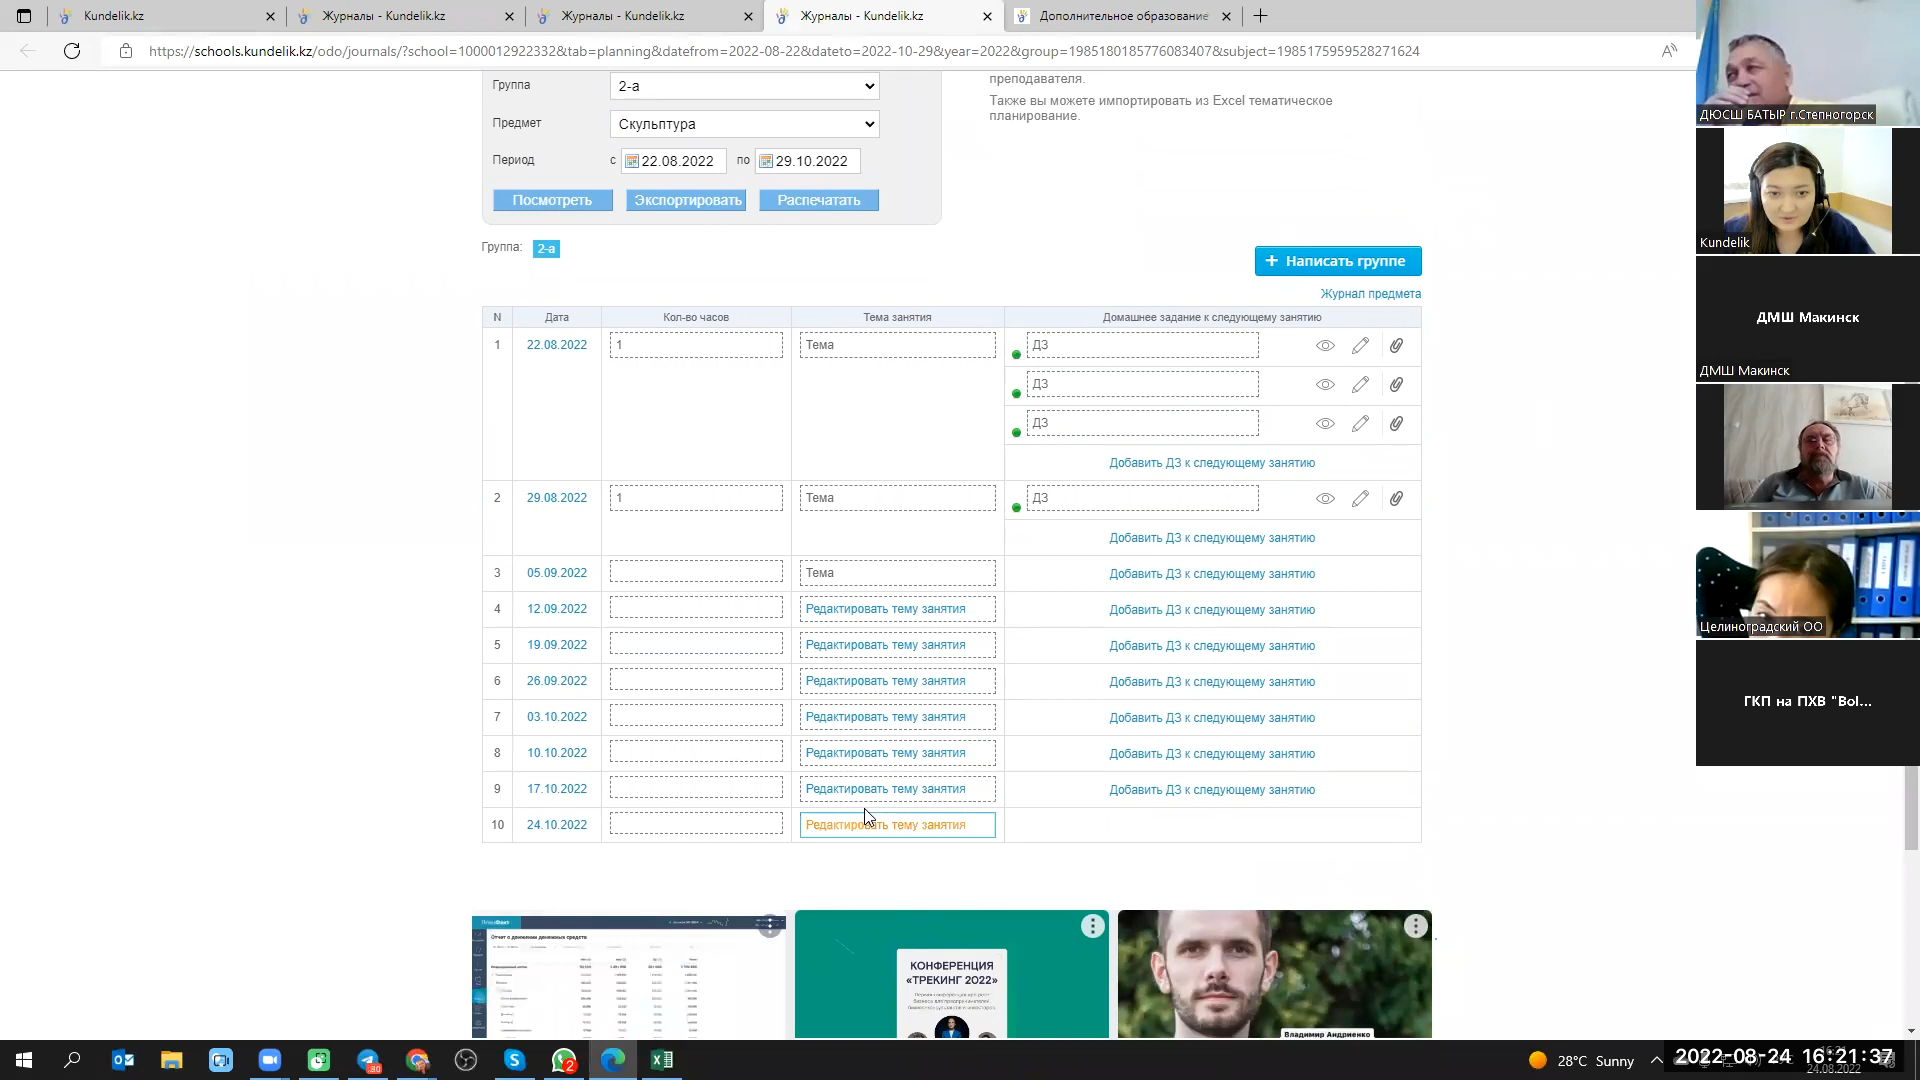 Kundelik.kz
Журналы - Kundelik.kz
Журналы - Kundelik.kz
Журналы - Kundelik.kz
Дополнительное образование
https://schools.kundelik.kz/odo/journals/?school=1000012922332&tab=planning&datefrom=2022-08-22&dateto=2022-10-29&year=2022&group=1985180185776083407&subject=1985175959528271624
Группа 2-а
преподавателя.
Также вы можете импортировать из Excel тематическое
планирование.
Предмет Скульптура
Период с 22.08.2022 по 29.10.2022
Посмотреть Экспортировать Распечатать
Группа: 2-а
+ Написать группе
Журнал предмета
N Дата Кол-во часов Тема занятия Домашнее задание к следующему занятию
1 22.08.2022 1 Тема ДЗ
ДЗ
ДЗ
Добавить ДЗ к следующему занятию
2 29.08.2022 1 Тема ДЗ
Добавить ДЗ к следующему занятию
3 05.09.2022 Тема Добавить ДЗ к следующему занятию
4 12.09.2022 Редактировать тему занятия Добавить ДЗ к следующему занятию
5 19.09.2022 Редактировать тему занятия Добавить ДЗ к следующему занятию
6 26.09.2022 Редактировать тему занятия Добавить ДЗ к следующему занятию
7 03.10.2022 Редактировать тему занятия Добавить ДЗ к следующему занятию
8 10.10.2022 Редактировать тему занятия Добавить ДЗ к следующему занятию
9 17.10.2022 Редактировать тему занятия Добавить ДЗ к следующему занятию
10 24.10.2022 Редактировать тему занятия
Отчет о движении денежных средств
КОНФЕРЕНЦИЯ
«ТРЕКИНГ 2022»
Владимир Андриенко
ДЮСШ БАТЫР г.Степногорск
Kundelik
ДМШ Макинск
ДМШ Макинск
Целиноградский ОО
ГКП на ПХВ "Bol...
80
2
28°C Sunny
2022-08-24 16:21:37
24.08.2022